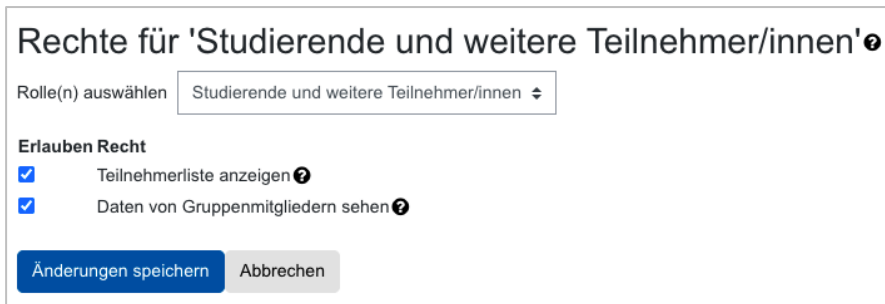 Rechte für 'Studierende und weitere Teilnehmer/innen'
Rolle(n) auswählen Studierende und weitere Teilnehmer/innen
Erlauben Recht
Teilnehmerliste anzeigen
Daten von Gruppenmitgliedern sehen
Änderungen speichern Abbrechen